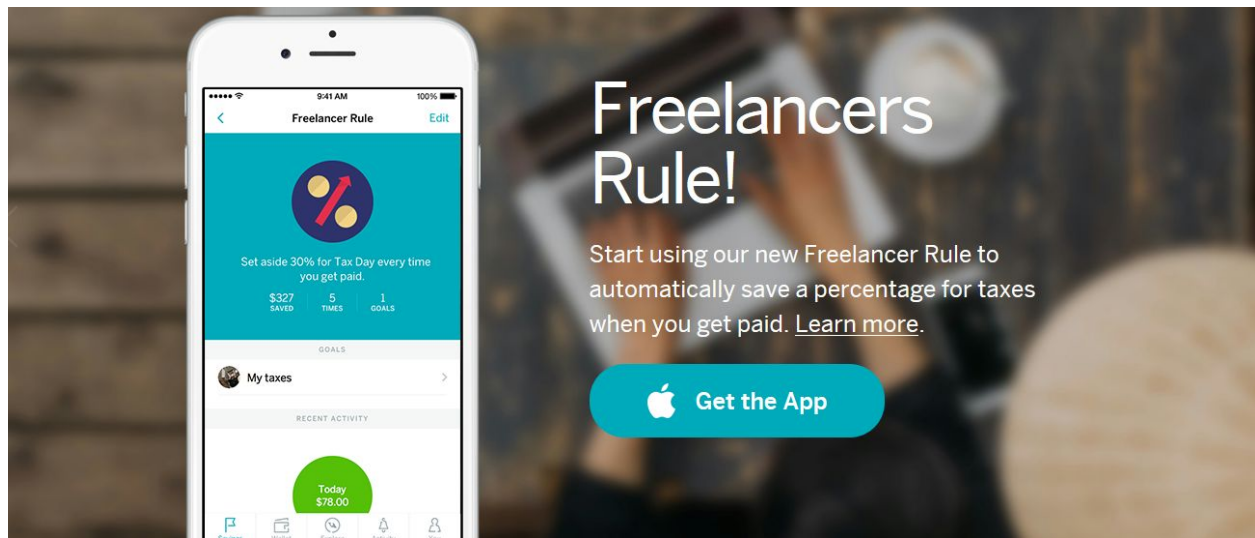 9:41 AM
100%
Freelancer Rule
Edit
Set aside 30% for Tax Day every time
you get paid.
$327
SAVED
5
TIMES
1
GOALS
GOALS
My taxes
RECENT ACTIVITY
Today
$78.00
Freelancers
Rule!
Start using our new Freelancer Rule to
automatically save a percentage for taxes
when you get paid. Learn more.
Get the App